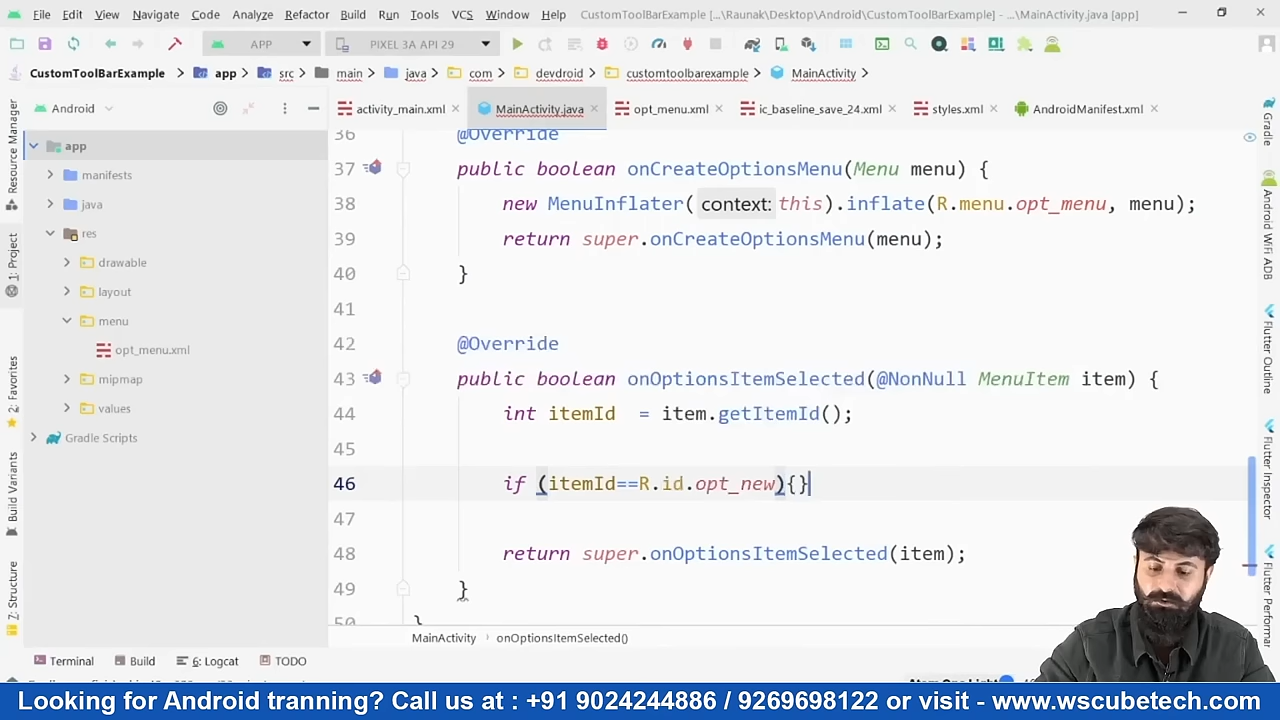 File Edit View Navigate Code Analyze Refactor Build Run Tools VCS Window Help CustomToolBarExample [...\Raunak\Desktop\Android\CustomToolBarExample] - ...\MainActivity.java [app]
APP PIXEL 3A API 29
CustomToolBarExample app src main java com devdroid customtoolbarexample MainActivity
Android activity_main.xml MainActivity.java opt_menu.xml ic_baseline_save_24.xml styles.xml AndroidManifest.xml
app
manifests
java
res
drawable
layout
menu
opt_menu.xml
mipmap
values
Gradle Scripts
Resource Manager
1: Project
2: Favorites
Build Variants
7: Structure
36 @Override
37 public boolean onCreateOptionsMenu(Menu menu) {
38 new MenuInflater( context: this).inflate(R.menu.opt_menu, menu);
39 return super.onCreateOptionsMenu(menu);
40 }
41
42 @Override
43 public boolean onOptionsItemSelected(@NonNull MenuItem item) {
44 int itemId = item.getItemId();
45
46 if (itemId==R.id.opt_new){}
47
48 return super.onOptionsItemSelected(item);
49 }
50 }
Gradle
Android WiFi ADB
Flutter Outline
Flutter Inspector
Flutter Performa
MainActivity onOptionsItemSelected()
Terminal Build 6: Logcat TODO
Looking for Android tranning? Call us at : +91 9024244886 / 9269698122 or visit - www.wscubetech.com